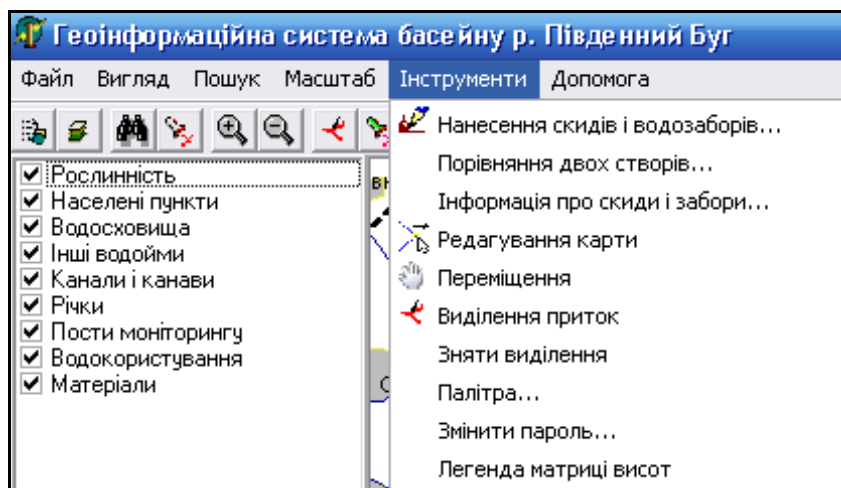 Геоінформаційна система басейну р. Південний Буг
Файл Вигляд Пошук Масштаб Інструменти Допомога
Нанесення скидів і водозаборів...
Порівняння двох створів...
Інформація про скиди і забори...
Редагування карти
Переміщення
Виділення приток
Зняти виділення
Палітра...
Змінити пароль...
Легенда матриці висот
Рослинність
Населені пункти
Водосховища
Інші водойми
Канали і канави
Річки
Пости моніторингу
Водокористування
Матеріали